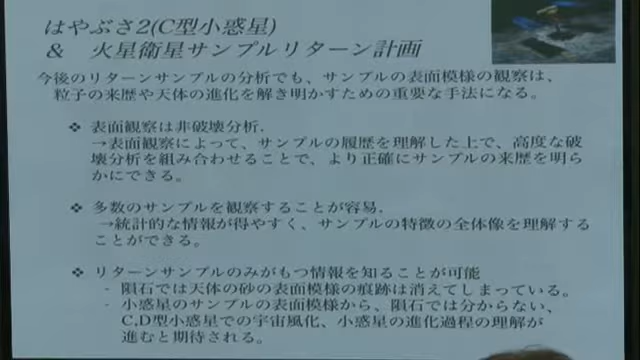 はやぶさ2(C型小惑星)
& 火星衛星サンプルリターン計画
今後のリターンサンプルの分析でも、サンプルの表面模様の観察は、
粒子の来歴や天体の進化を解き明かすための重要な手法になる。
❖ 表面観察は非破壊分析.
→表面観察によって、サンプルの履歴を理解した上で、高度な破
壊分析を組み合わせることで、より正確にサンプルの来歴を明ら
かにできる。
❖ 多数のサンプルを観察することが容易.
→統計的な情報が得やすく、サンプルの特徴の全体像を理解する
ことができる。
❖ リターンサンプルのみがもつ情報を知ることが可能
- 隕石では天体の砂の表面模様の痕跡は消えてしまっている。
- 小惑星のサンプルの表面模様から、隕石では分からない、
C,D型小惑星での宇宙風化、小惑星の進化過程の理解が
進むと期待される。